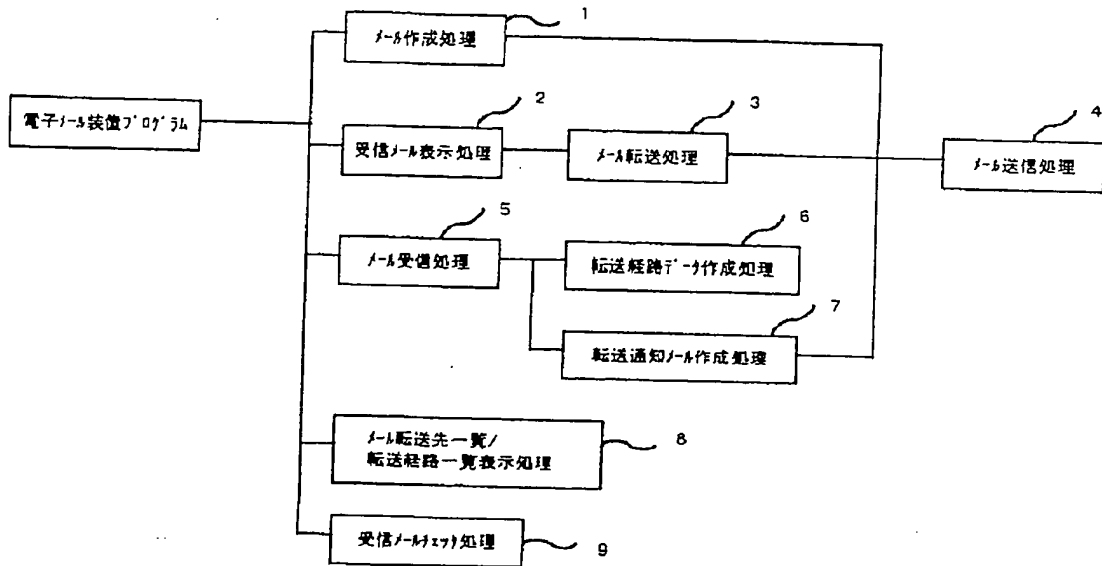 1
メール作成処理
電子メール装置プログラム
2
受信メール表示処理
3
メール転送処理
4
メール送信処理
5
メール受信処理
6
転送経路データ作成処理
7
転送通知メール作成処理
メール転送先一覧/
転送経路一覧表示処理
8
受信メールチェック処理
9